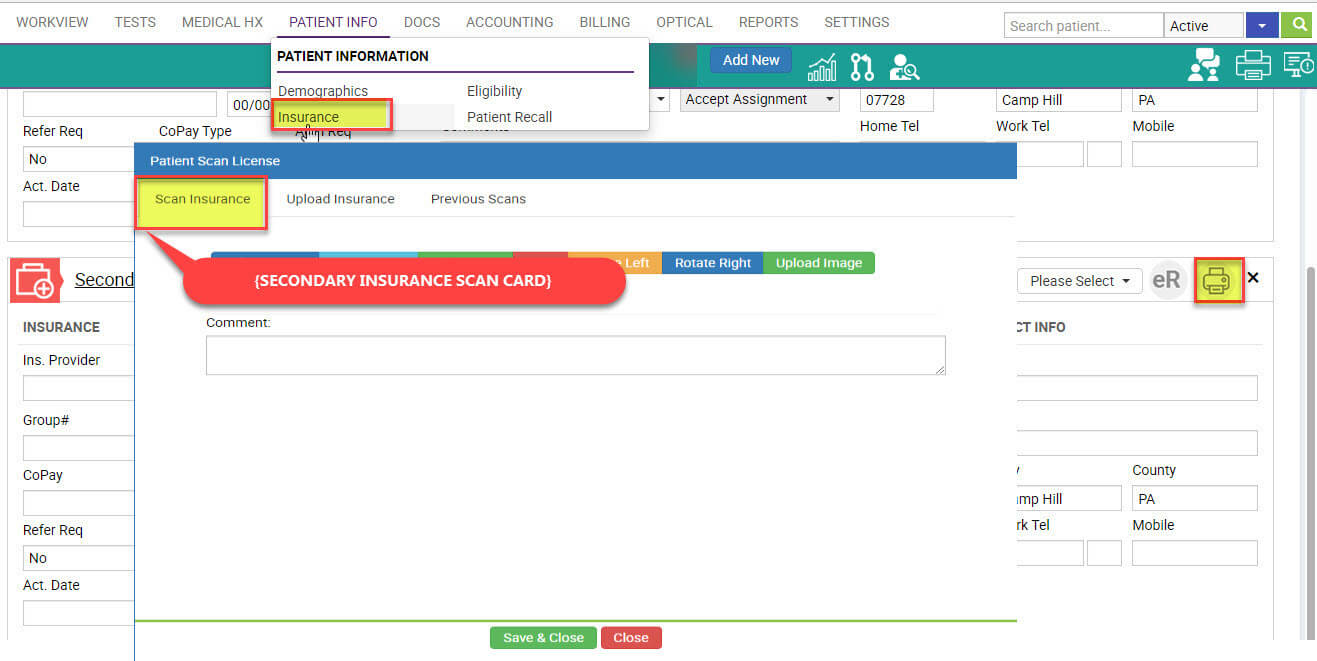 WORKVIEW TESTS MEDICAL HX PATIENT INFO DOCS ACCOUNTING BILLING OPTICAL REPORTS SETTINGS
Search patient... Active
PATIENT INFORMATION
Add New
Demographics Eligibility
Insurance Patient Recall
00/00 Accept Assignment 07728 Camp Hill PA
Refer Req CoPay Type Req Home Tel Work Tel Mobile
No
Act. Date
Patient Scan License
Scan Insurance Upload Insurance Previous Scans
Left Rotate Right Upload Image
{SECONDARY INSURANCE SCAN CARD}
Second Please Select eR
Comment:
INSURANCE CT INFO
Ins. Provider
Group#
CoPay County
mp Hill PA
Refer Req rk Tel Mobile
No
Act. Date
Save & Close Close